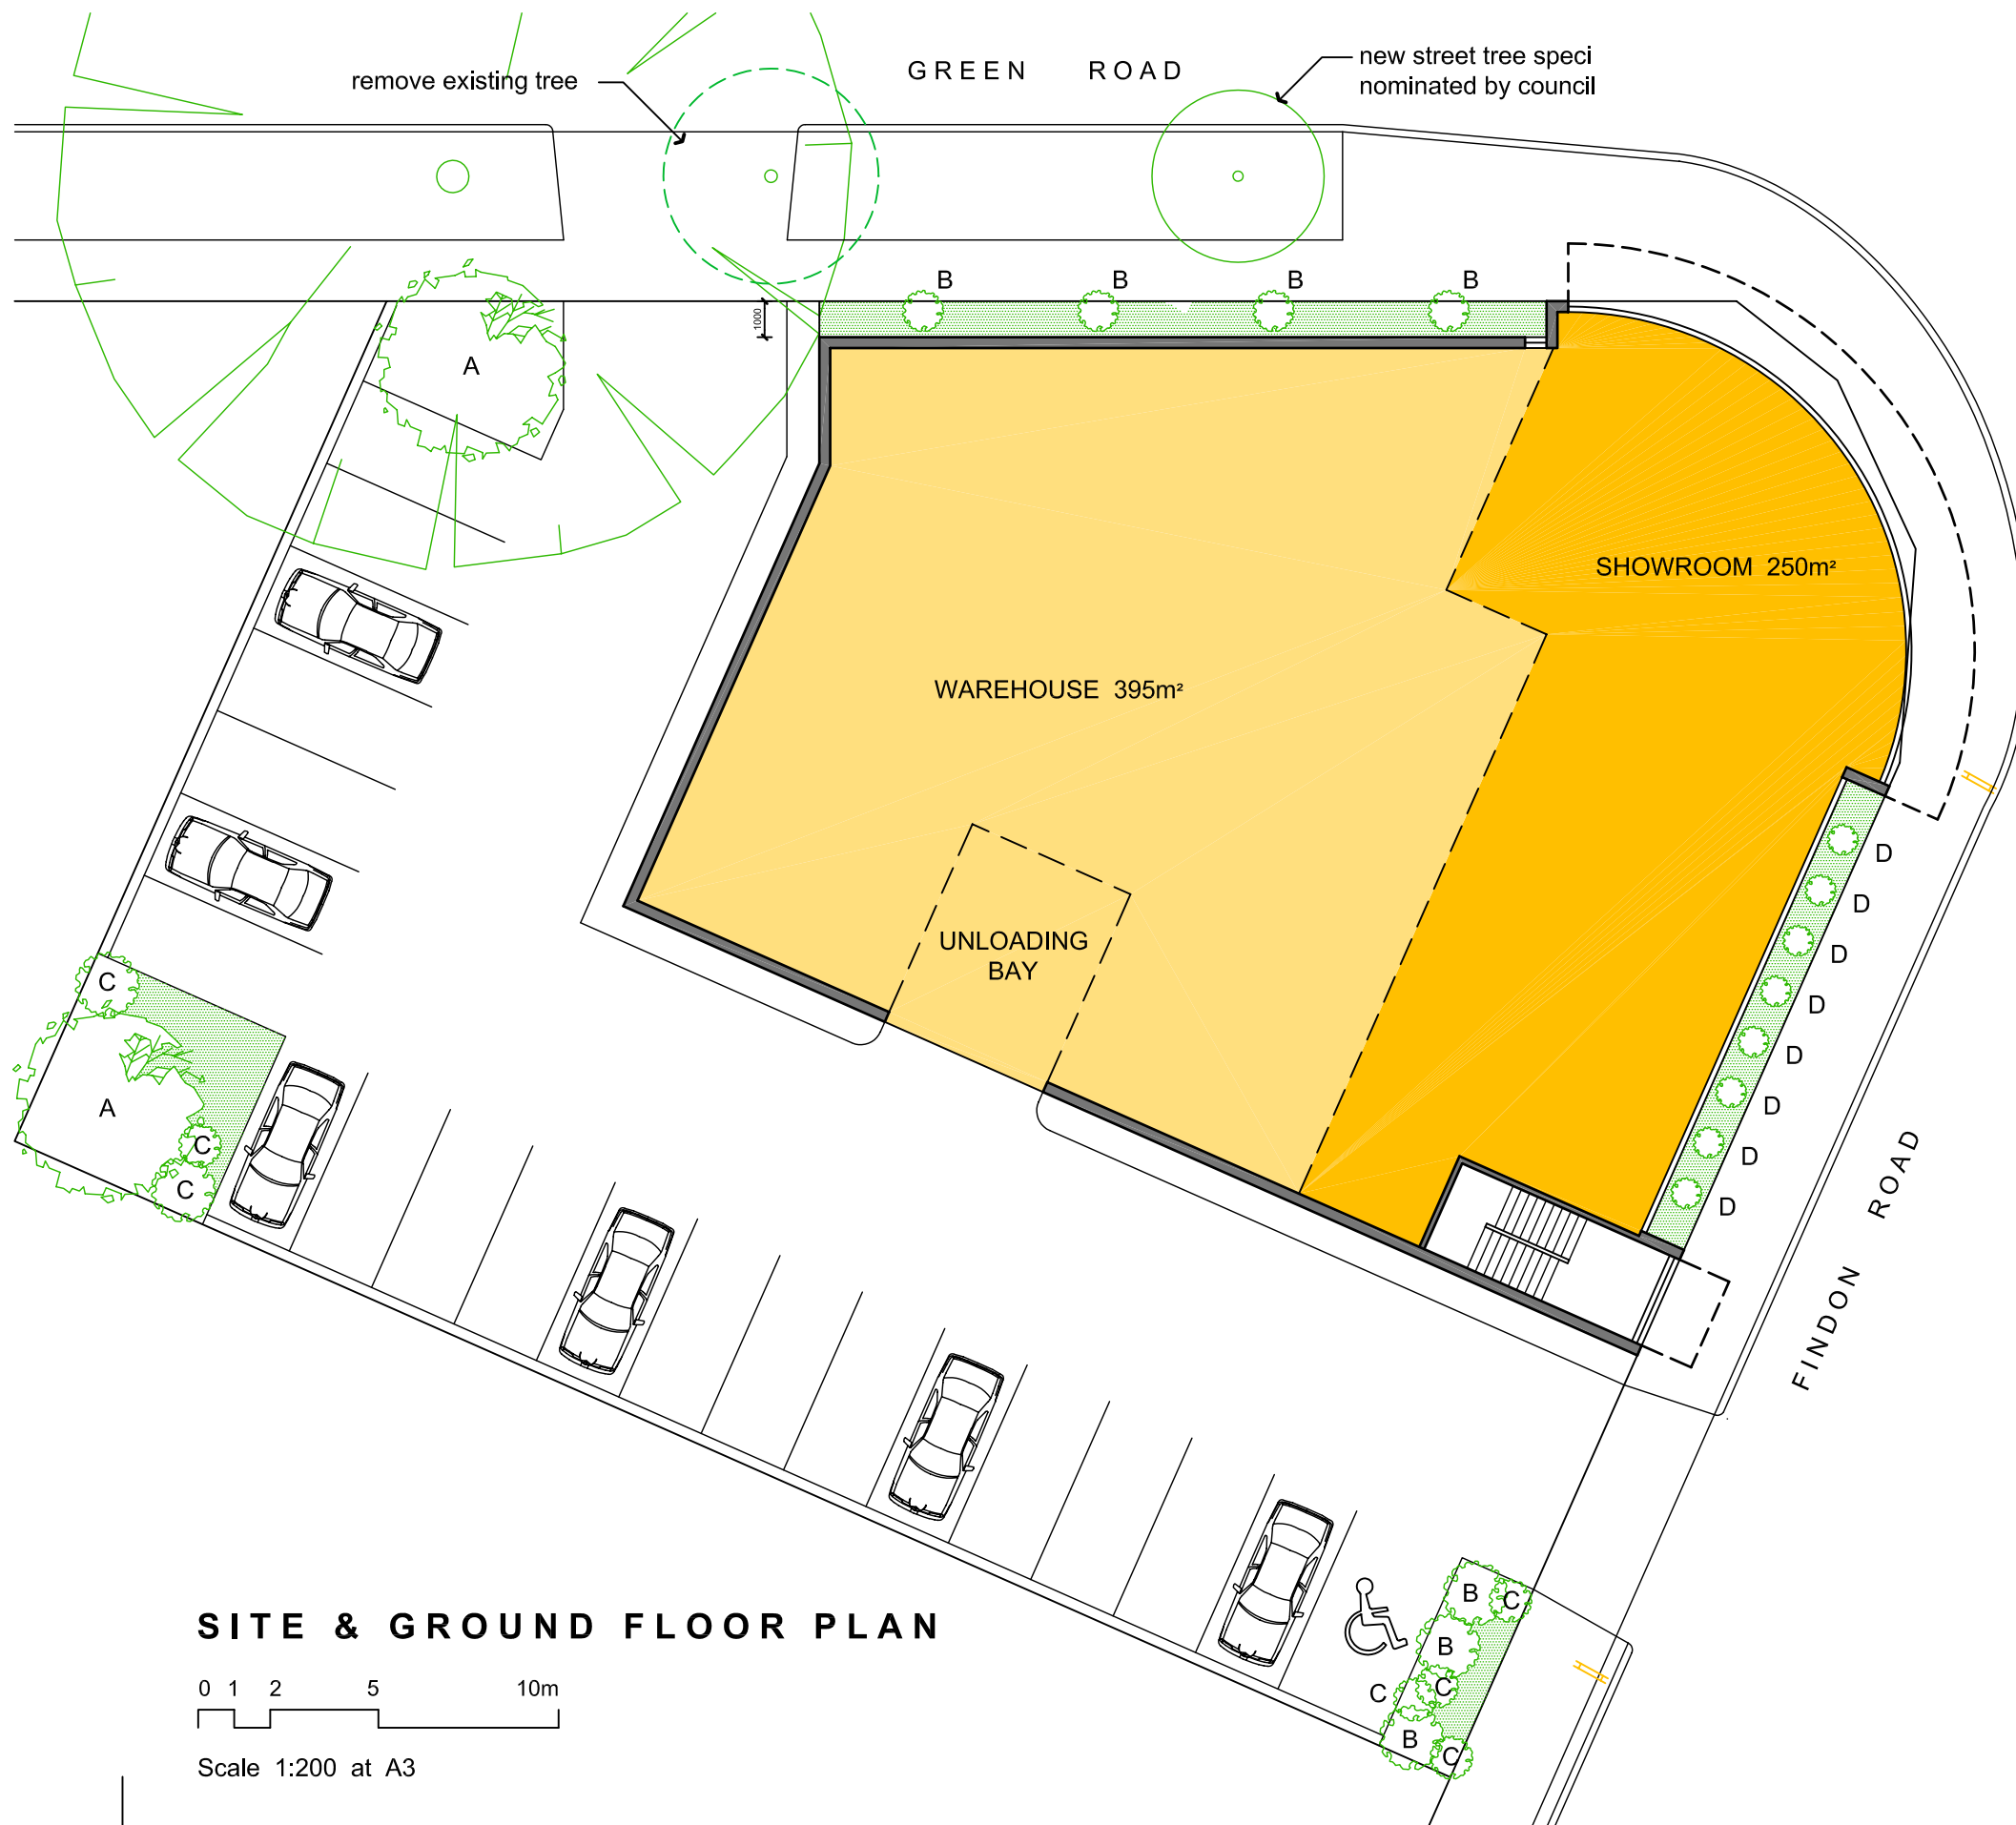 GREEN ROAD
remove existing tree
new street tree speci
nominated by council
B B B B
1000
A
SHOWROOM 250m²
WAREHOUSE 395m²
UNLOADING
BAY
D
D
D
D
D
D
D
D
C
A
C
C
FINDON ROAD
B
C
B
C
C
B
C
SITE & GROUND FLOOR PLAN
0 1 2 5 10m
Scale 1:200 at A3